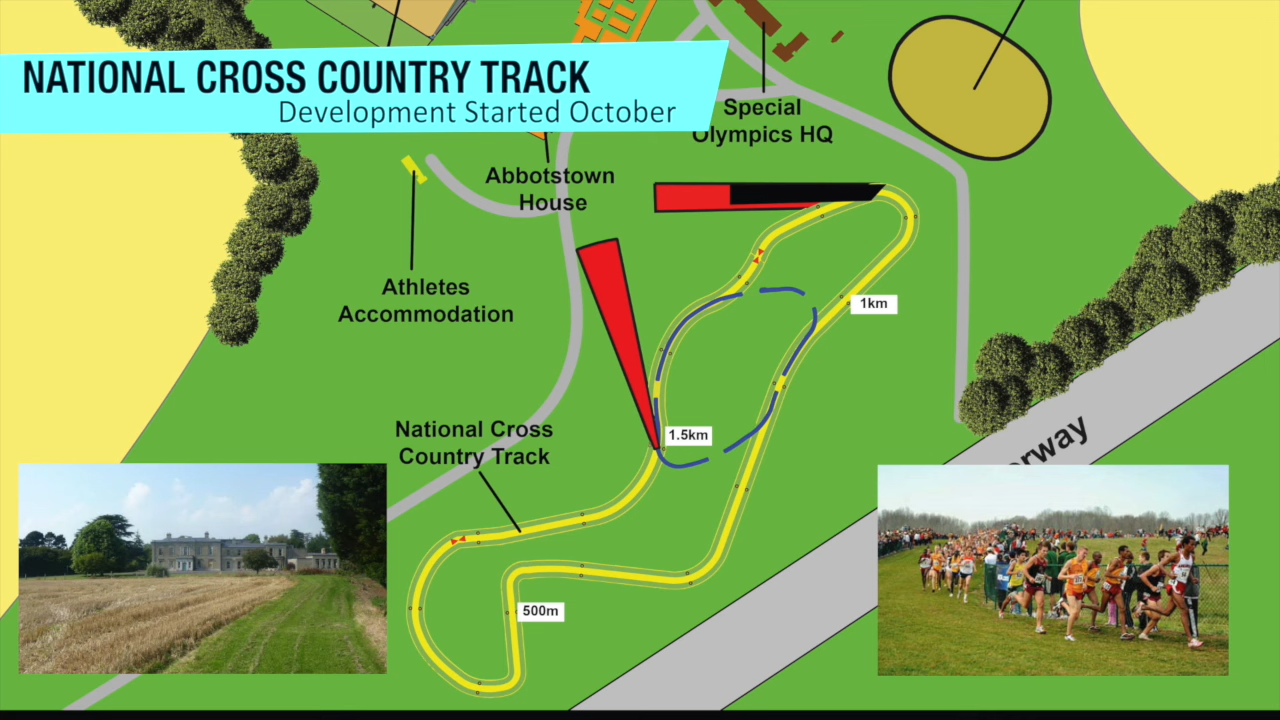 NATIONAL CROSS COUNTRY TRACK
Development Started October
Special
Olympics HQ
Abbotstown
House
Athletes
Accommodation
1km
1.5km
National Cross
Country Track
500m